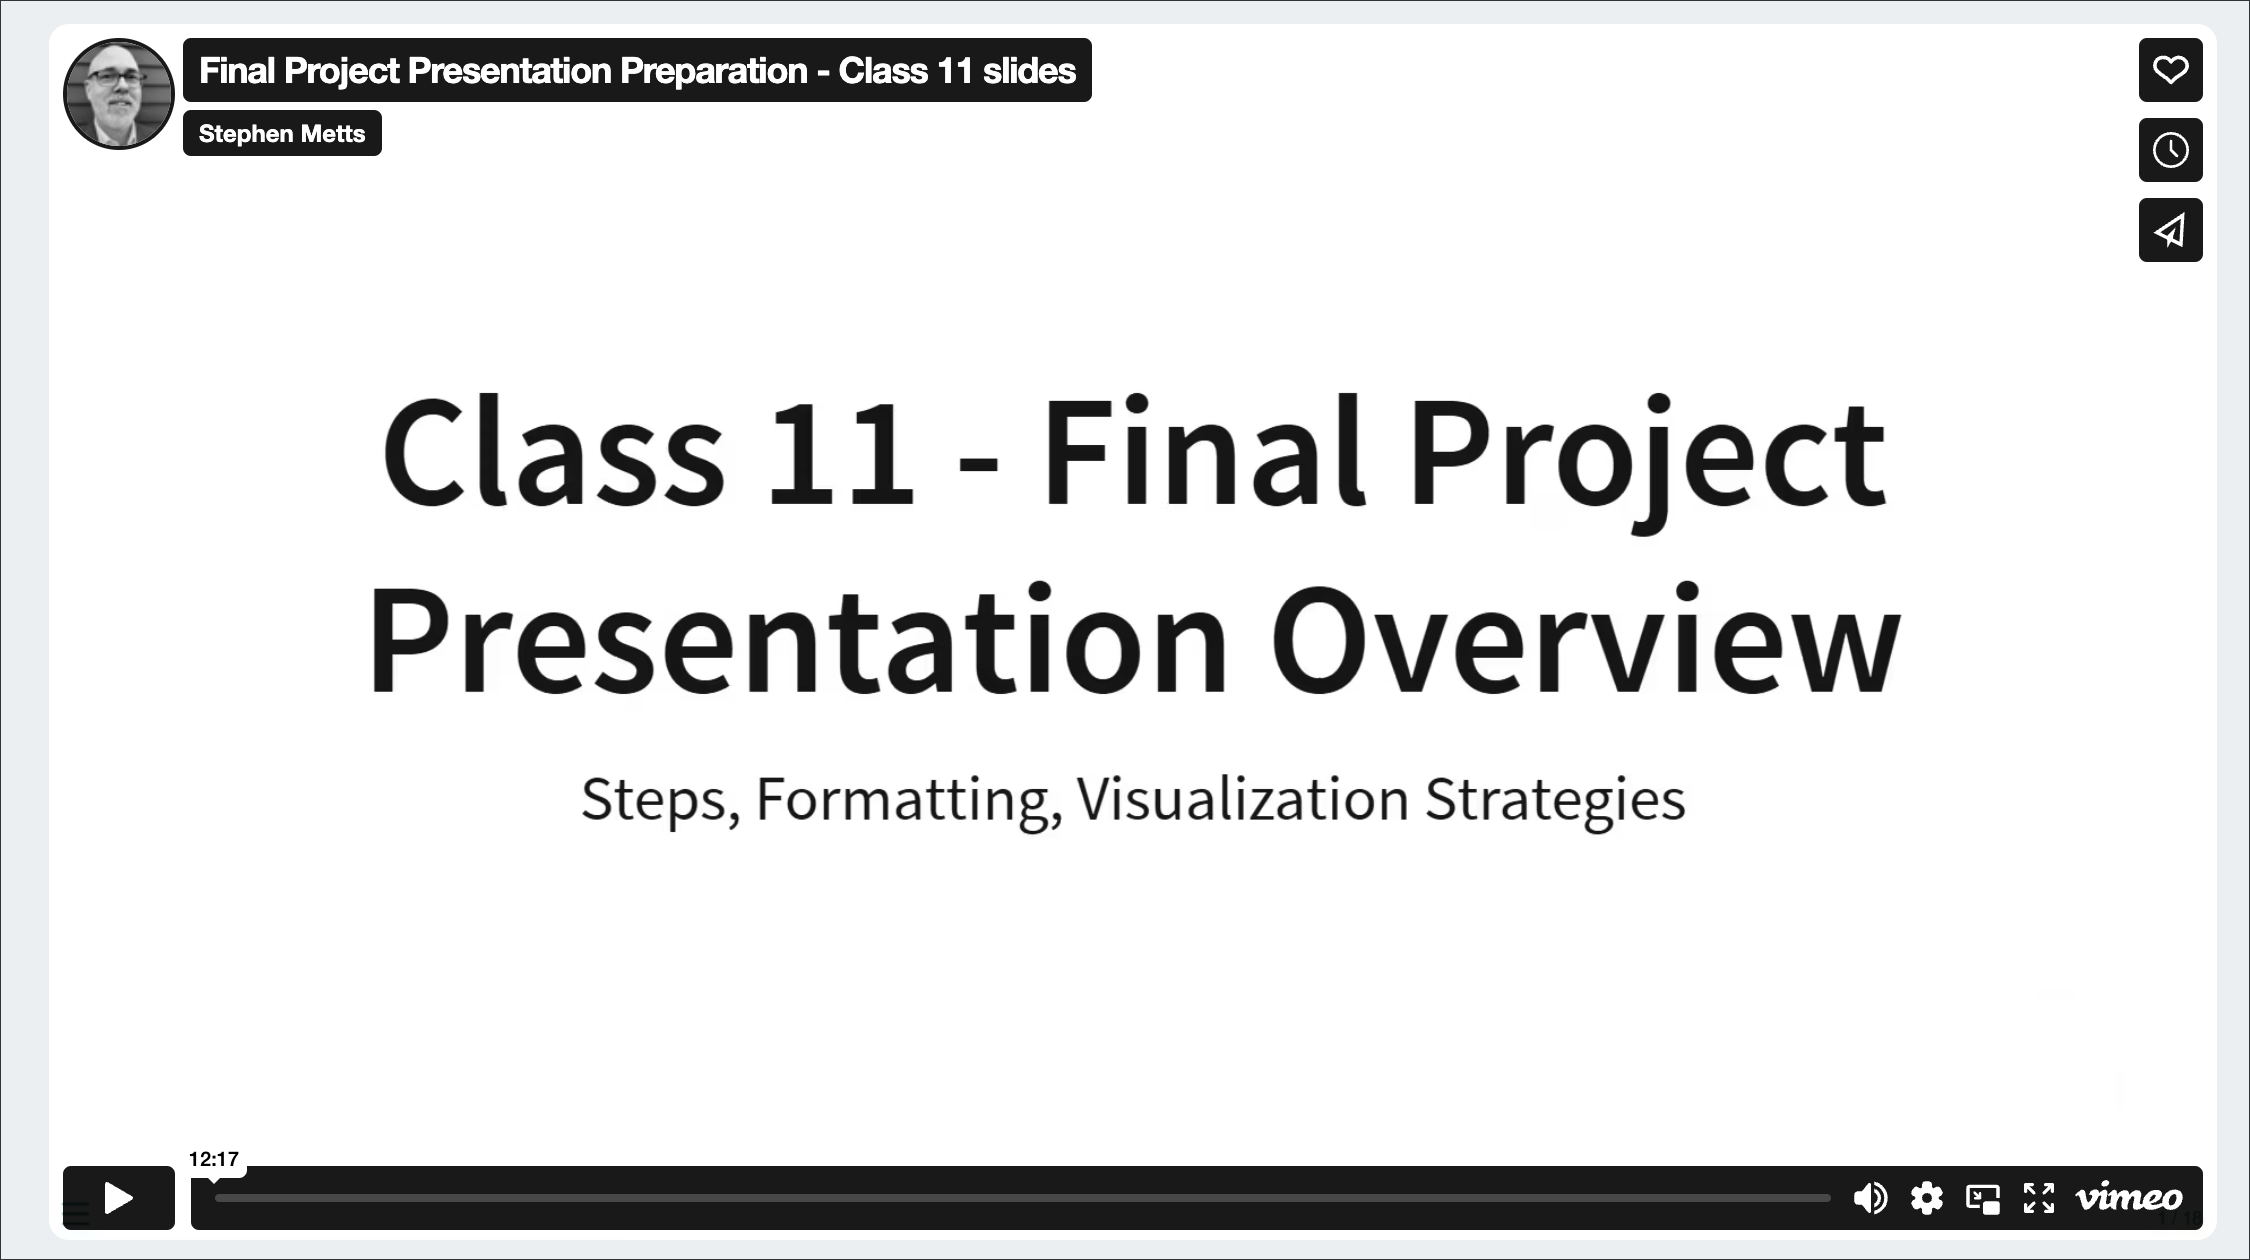 Final Project Presentation Preparation - Class 11 slides
Stephen Metts
Class 11 - Final Project
Presentation Overview
Steps, Formatting, Visualization Strategies
12:17
vimeo